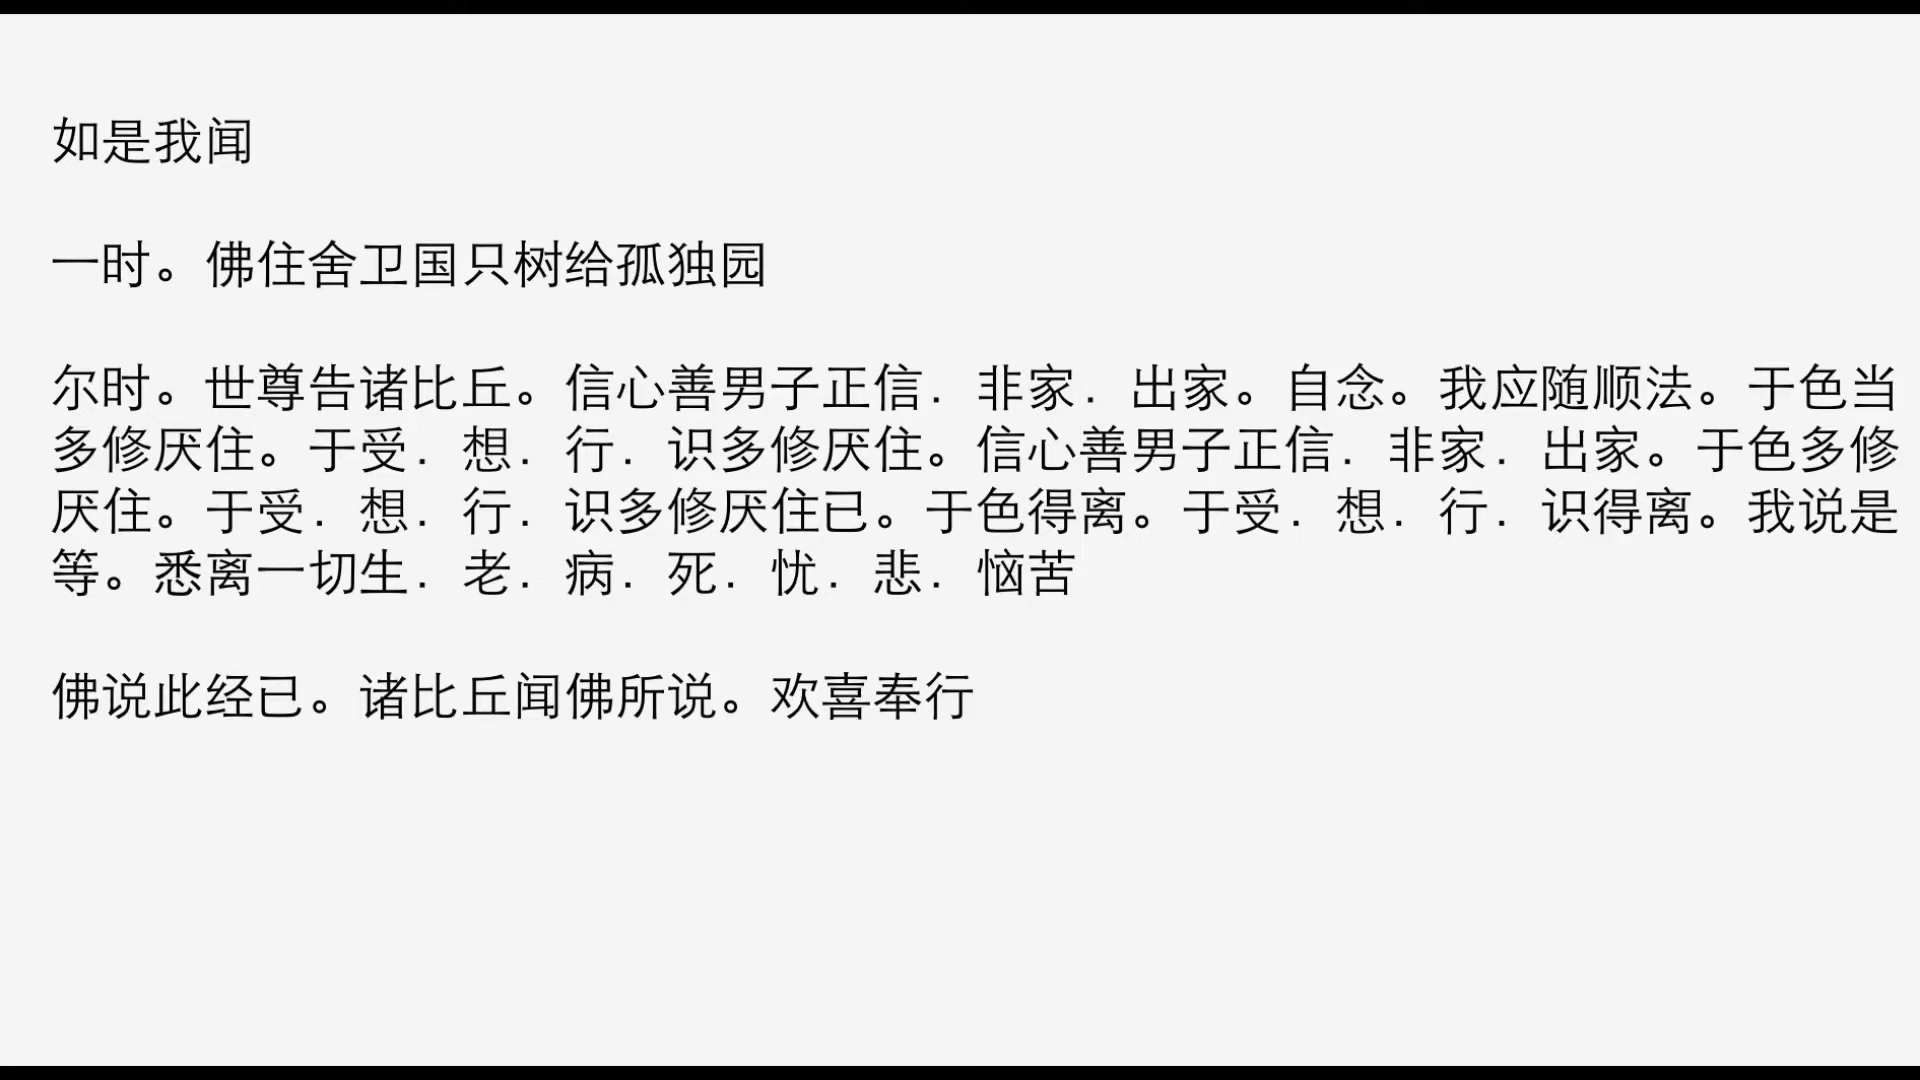 如是我闻
一时。佛住舍卫国只树给孤独园
尔时。世尊告诸比丘。信心善男子正信．非家．出家。自念。我应随顺法。于色当
多修厌住。于受．想．行．识多修厌住。信心善男子正信．非家．出家。于色多修
厌住。于受．想．行．识多修厌住已。于色得离。于受．想．行．识得离。我说是
等。悉离一切生．老．病．死．忧．悲．恼苦
佛说此经已。诸比丘闻佛所说。欢喜奉行